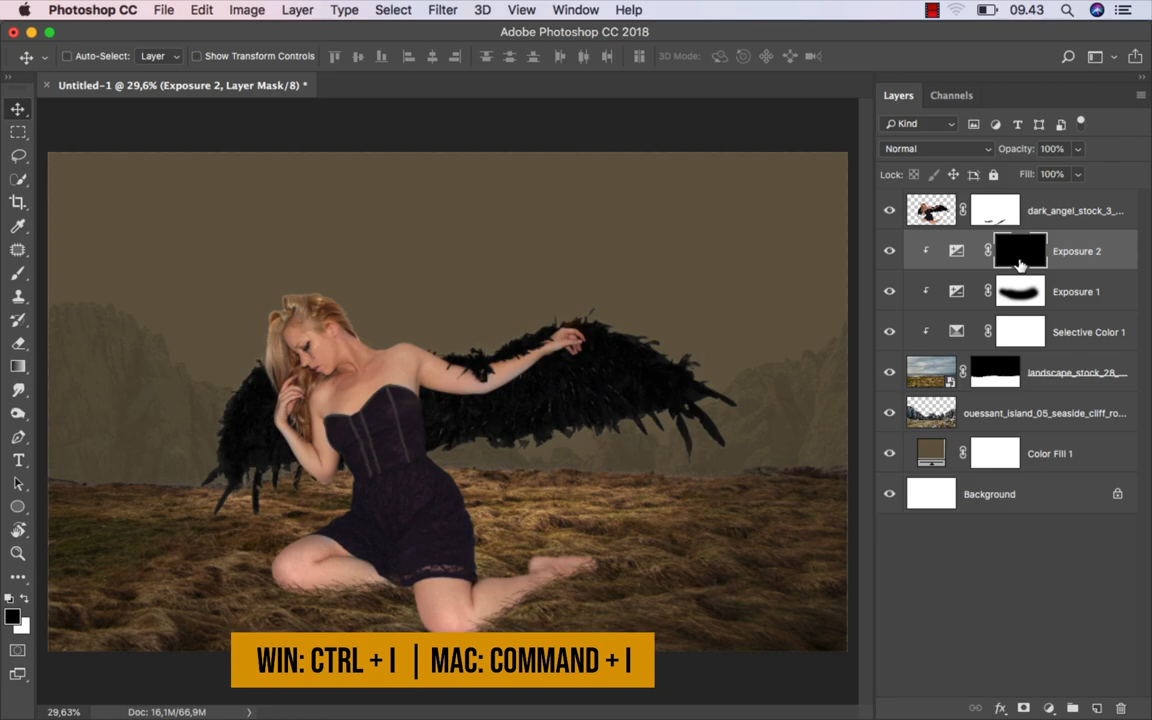 Photoshop CC File Edit Image Layer Type Select Filter 3D View Window Help 09.43
Adobe Photoshop CC 2018
Auto-Select: Layer Show Transform Controls 3D Mode:
Untitled-1 @ 29,6% (Exposure 2, Layer Mask/8) *
Layers Channels
Kind
Normal Opacity: 100%
Lock: Fill: 100%
dark_angel_stock_3_...
Exposure 2
Exposure 1
Selective Color 1
landscape_stock_28_...
ouessant_island_05_seaside_cliff_ro...
Color Fill 1
Background
WIN: CTRL + I | MAC: COMMAND + I
29,63% Doc: 16,1M/66,9M